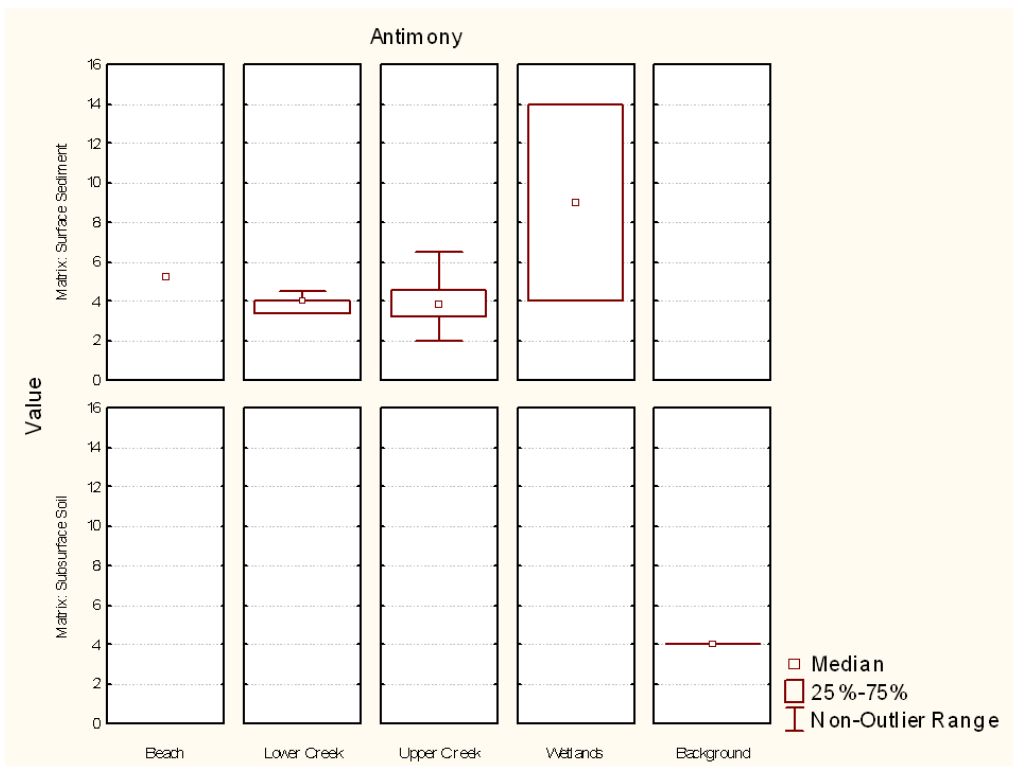 Antimony
Value
Matrix: Surface Sediment
16
14
12
10
8
6
4
2
0
Matrix: Subsurface Soil
16
14
12
10
8
6
4
2
0
Beach
Lower Creek
Upper Creek
Wetlands
Background
Median
25%-75%
Non-Outlier Range